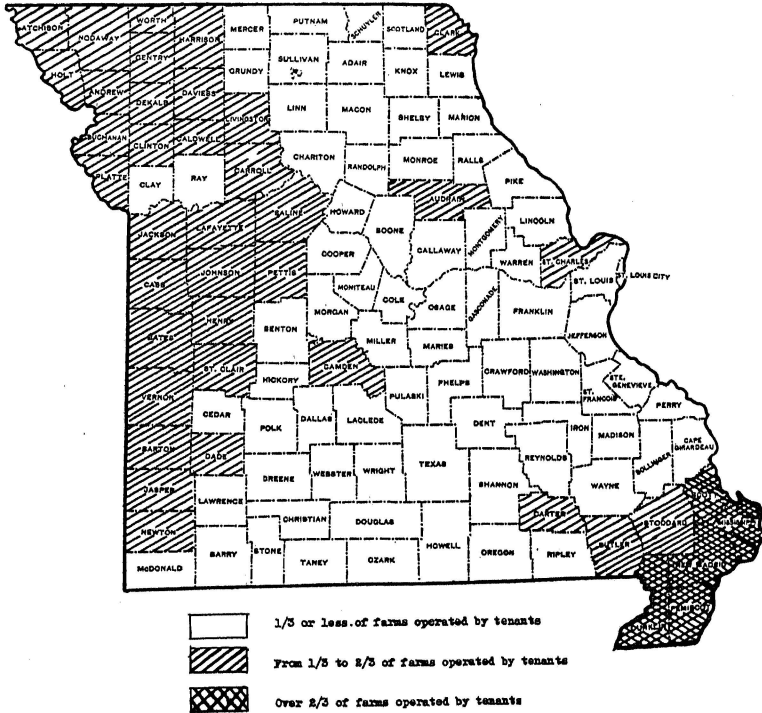 ATCHISON NODAWAY WORTH HARRISON MERCER PUTNAM SCHUYLER SCOTLAND CLARK
HOLT GENTRY GRUNDY SULLIVAN ADAIR KNOX LEWIS
ANDREW DEKALB DAVIESS LIVINGSTON LINN MACON SHELBY MARION
BUCHANAN CLINTON CALDWELL CHARITON RANDOLPH MONROE RALLS
PLATTE CLAY RAY CARROLL PIKE
SALINE HOWARD AUDRAIN LINCOLN
JACKSON LAFAYETTE BOONE CALLAWAY MONTGOMERY
COOPER WARREN ST. CHARLES
CASS JOHNSON PETTIS MONITEAU COLE OSAGE GASCONADE FRANKLIN ST. LOUIS ST. LOUIS CITY
BATES HENRY BENTON MORGAN MILLER MARIES JEFFERSON
ST. CLAIR HICKORY CAMDEN PULASKI PHELPS CRAWFORD WASHINGTON ST. FRANCOIS STE. GENEVIEVE
VERNON CEDAR POLK DALLAS LACLEDE DENT IRON MADISON PERRY
BARTON DADE GREENE WEBSTER WRIGHT TEXAS REYNOLDS BOLLINGER CAPE GIRARDEAU
JASPER LAWRENCE SHANNON WAYNE SCOTT
NEWTON CHRISTIAN DOUGLAS CARTER STODDARD MISSISSIPPI
McDONALD BARRY STONE TANEY OZARK HOWELL OREGON RIPLEY BUTLER NEW MADRID
DUNKLIN PEMISCOT
1/3 or less.of farms operated by tenants
From 1/3 to 2/3 of farms operated by tenants
Over 2/3 of farms operated by tenants